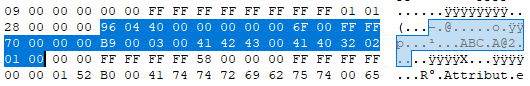 09 00 00 00 00 00 FF FF FF FF FF FF FF FF 01 01 ......ÿÿÿÿÿÿÿÿ..
28 00 00 00 96 04 40 00 00 00 00 00 6F 00 FF FF (...–.@.....o.ÿÿ
70 00 00 00 B9 00 03 00 41 42 43 00 41 40 32 02 p...¹...ABC.A@2.
01 00 00 00 FF FF FF FF 58 00 00 00 FF FF FF FF ....ÿÿÿÿX...ÿÿÿÿ
00 00 01 52 B0 00 41 74 74 72 69 62 75 74 00 65 ...R°.Attribut.e